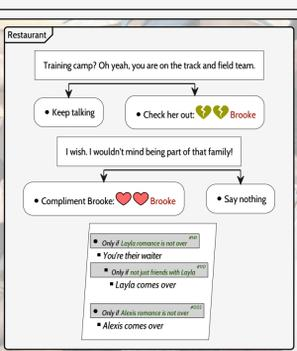 Restaurant
Training camp? Oh yeah, you are on the track and field team.
• Keep talking
• Check her out: Brooke
I wish. I wouldn't mind being part of that family!
• Compliment Brooke: Brooke
• Say nothing
• Only if Layla romance is not over
▪ You're their waiter
▪ Only if not just friends with Layla
▪ Layla comes over
• Only if Alexis romance is not over
▪ Alexis comes over